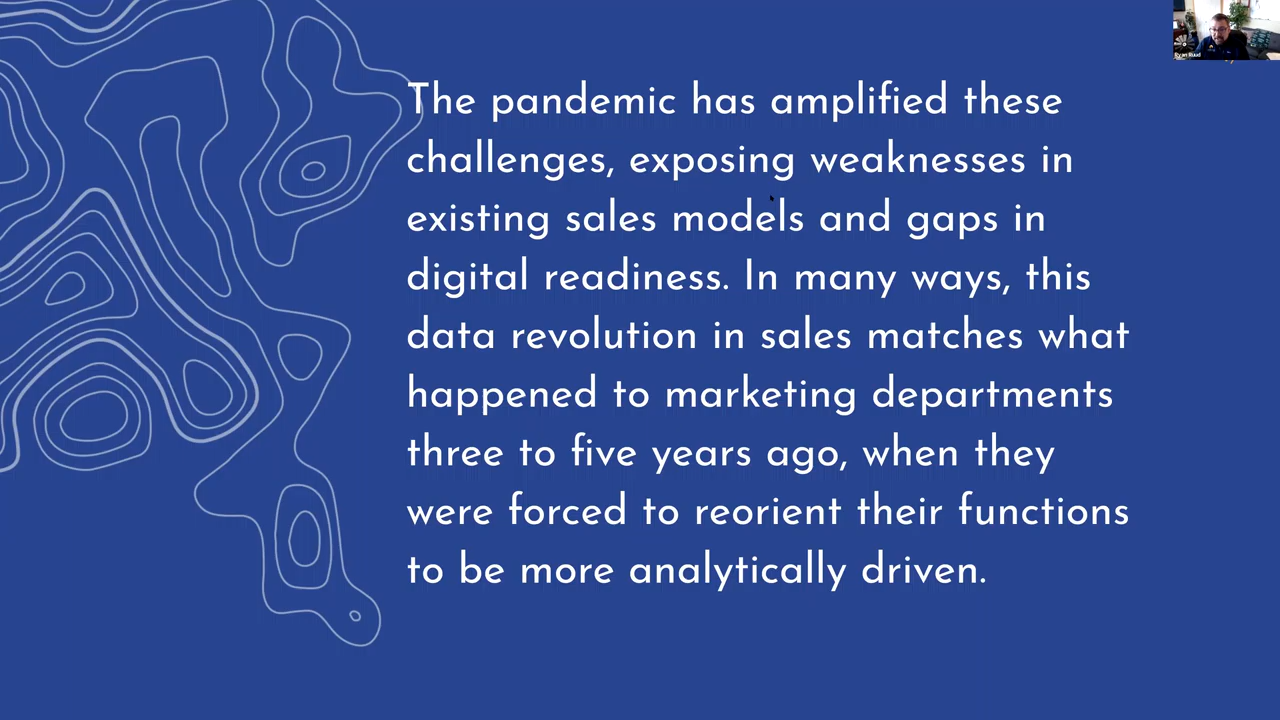 The pandemic has amplified these
challenges, exposing weaknesses in
existing sales models and gaps in
digital readiness. In many ways, this
data revolution in sales matches what
happened to marketing departments
three to five years ago, when they
were forced to reorient their functions
to be more analytically driven.
Ryan Ruud